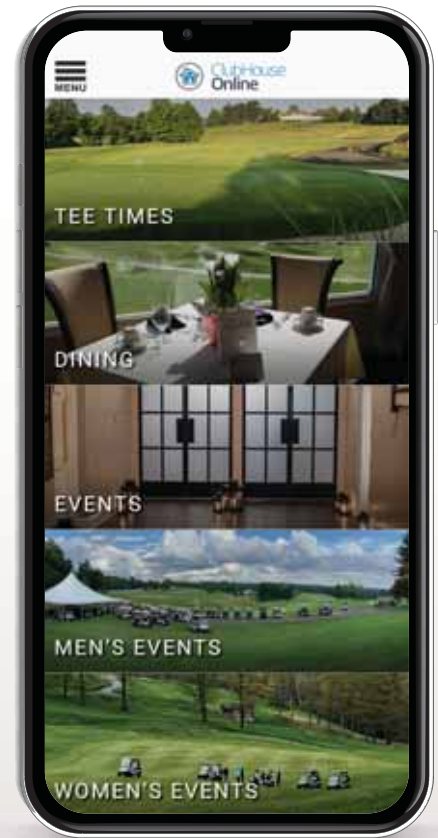 MENU
ClubHouse
Online
TEE TIMES
DINING
EVENTS
MEN'S EVENTS
WOMEN'S EVENTS